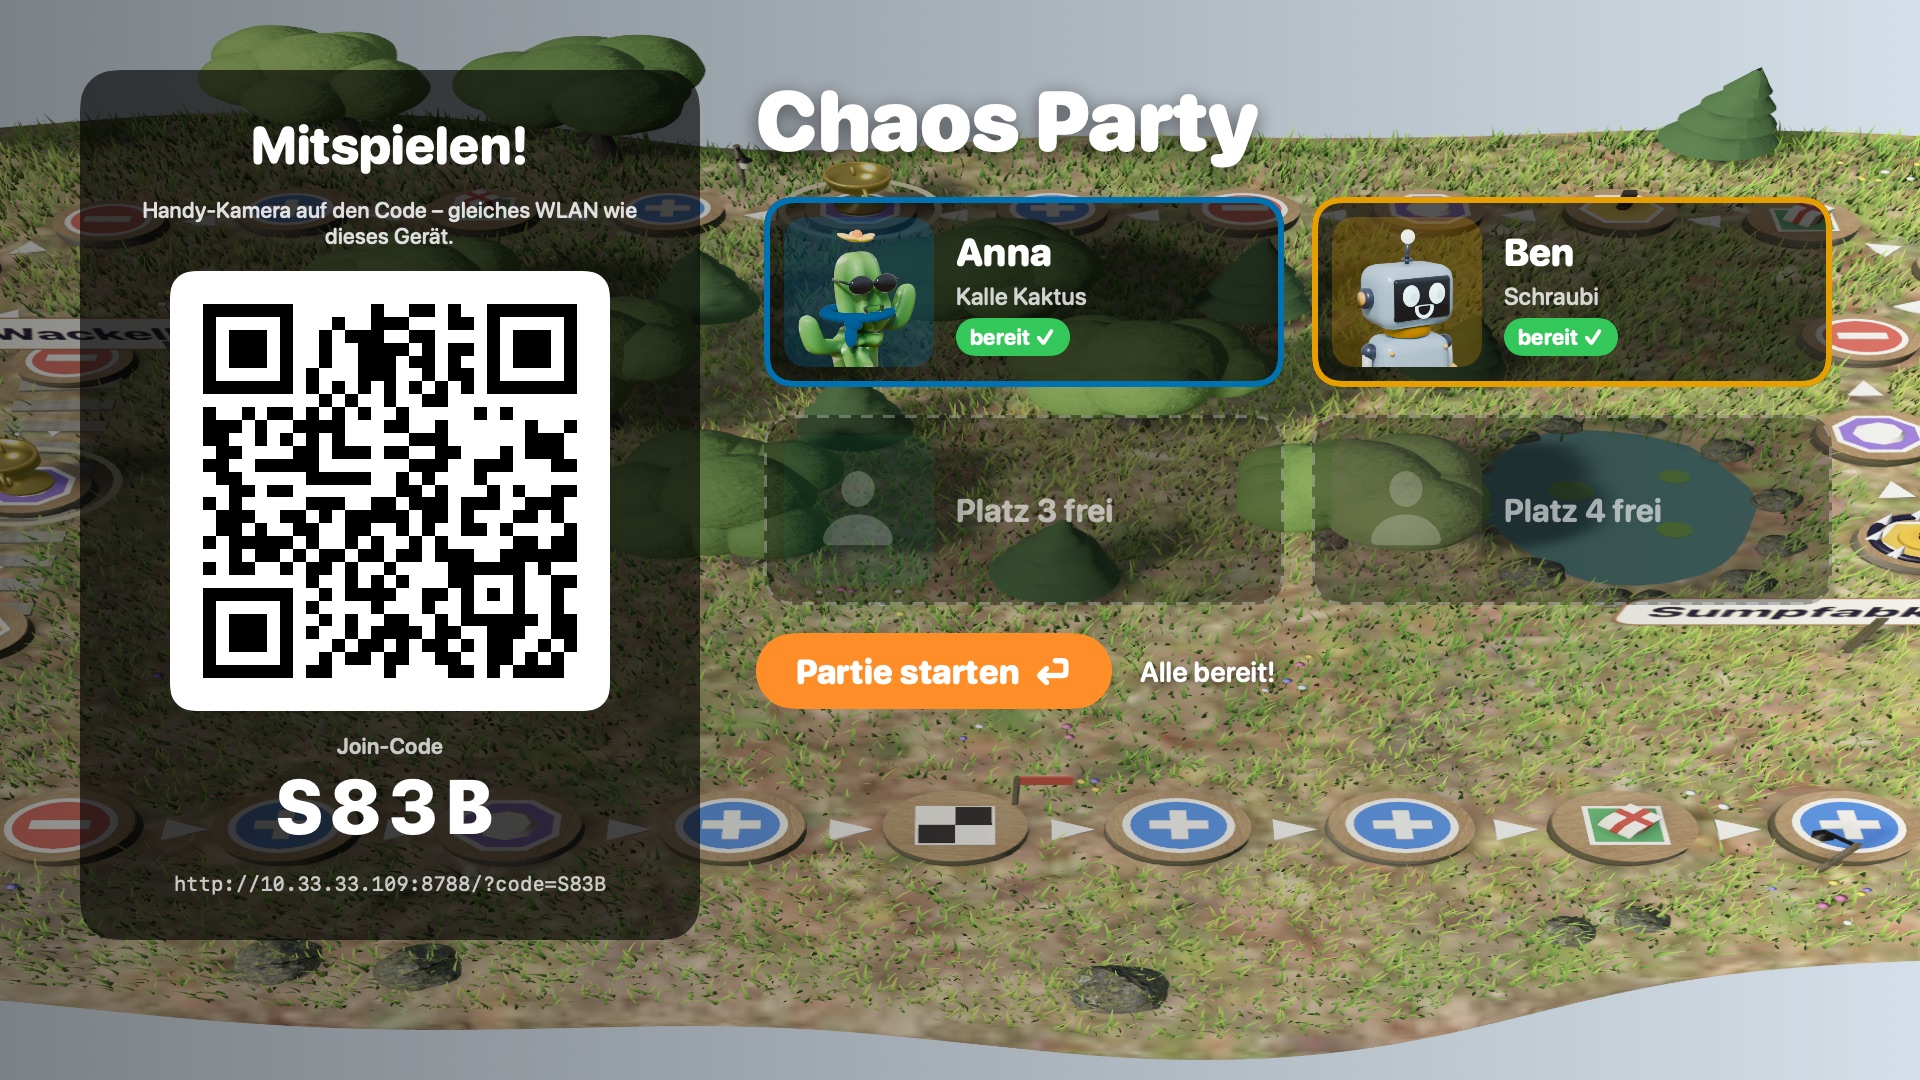 Mitspielen!
Handy-Kamera auf den Code – gleiches WLAN wie
dieses Gerät.
Join-Code
S83B
http://10.33.33.109:8788/?code=S83B
Chaos Party
Anna
Kalle Kaktus
bereit ✓
Ben
Schraubi
bereit ✓
Platz 3 frei
Platz 4 frei
Partie starten
Alle bereit!